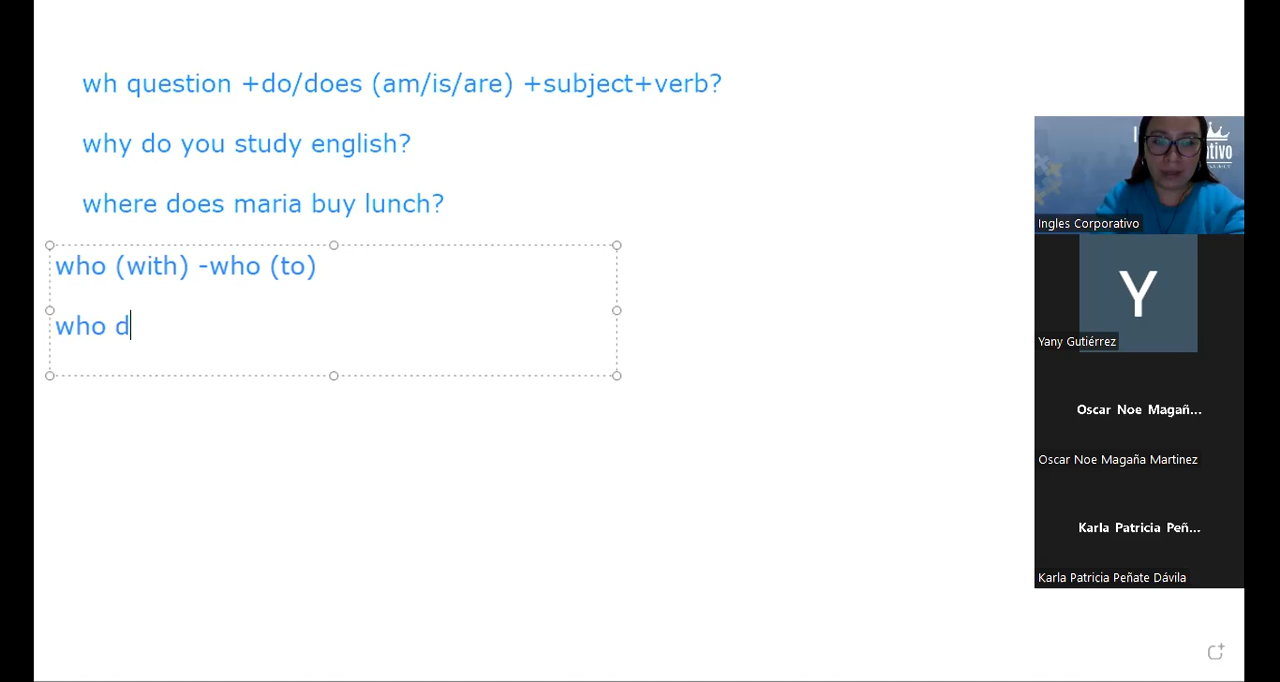 wh question +do/does (am/is/are) +subject+verb?
why do you study english?
where does maria buy lunch?
who (with) -who (to)
who d
Ingles Corporativo
Y
Yany Gutiérrez
Oscar Noe Magañ...
Oscar Noe Magaña Martinez
Karla Patricia Peñ...
Karla Patricia Peñate Dávila